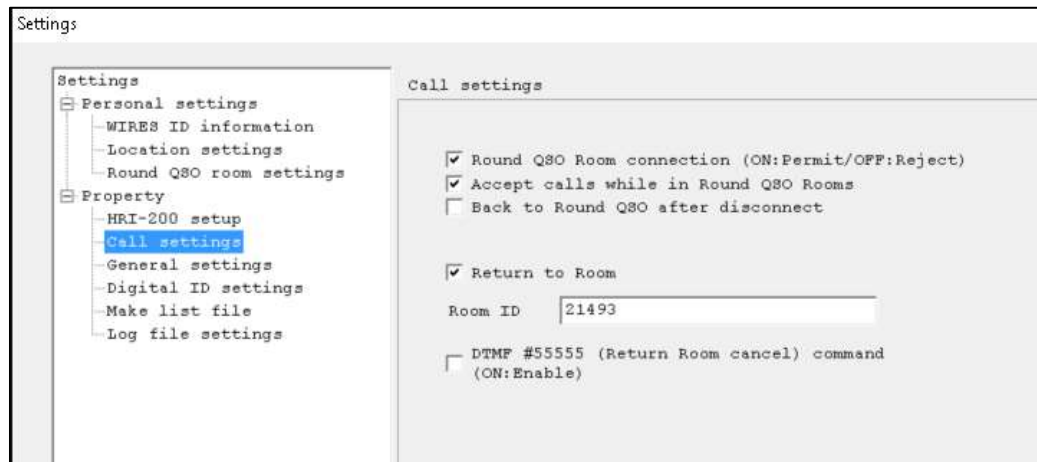 Settings
Settings
Personal settings
WIRES ID information
Location settings
Round QSO room settings
Property
HRI-200 setup
Call settings
General settings
Digital ID settings
Make list file
Log file settings
Call settings
Round QSO Room connection (ON:Permit/OFF:Reject)
Accept calls while in Round QSO Rooms
Back to Round QSO after disconnect
Return to Room
Room ID 21493
DTMF #55555 (Return Room cancel) command
(ON:Enable)